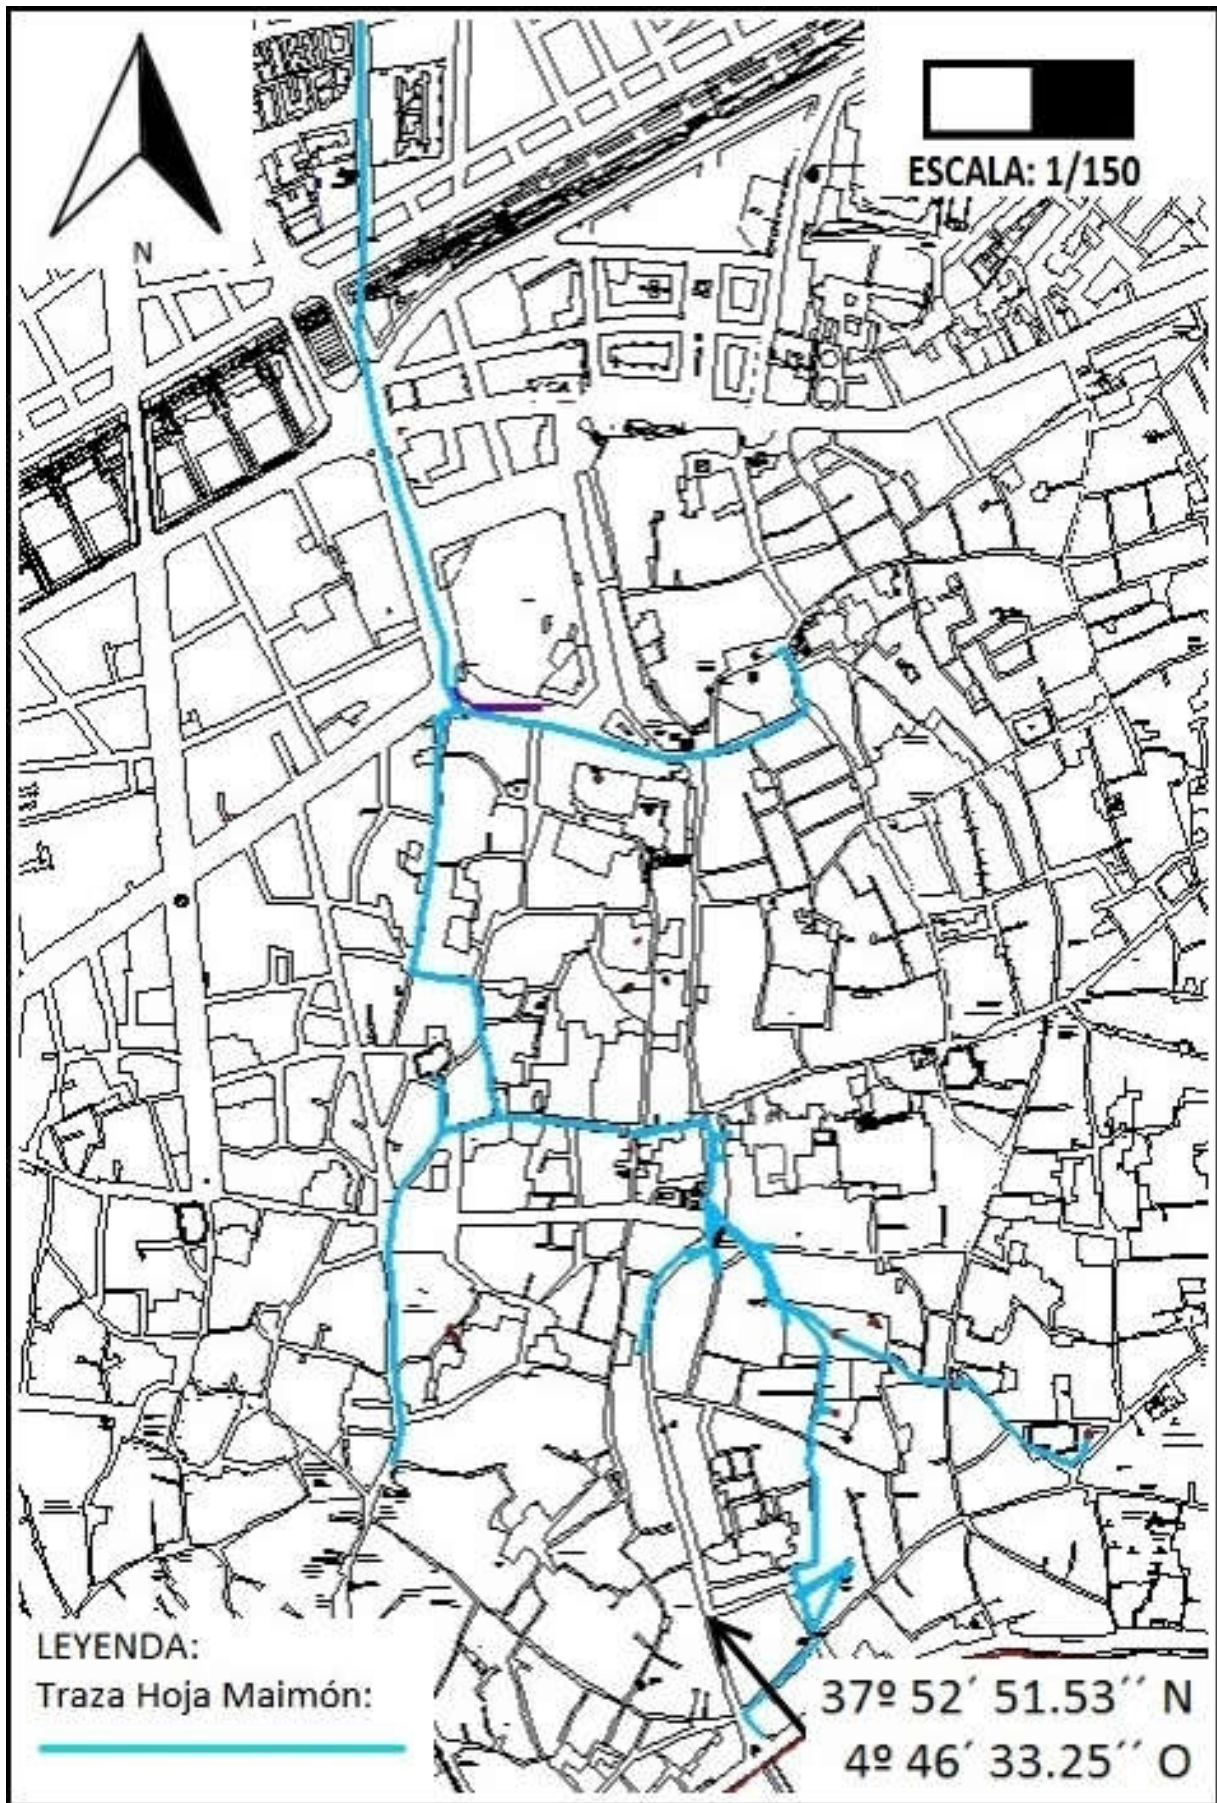 ESCALA: 1/150
N
LEYENDA:
Traza Hoja Maimón:
37º 52´ 51.53´´ N
4º 46´ 33.25´´ O